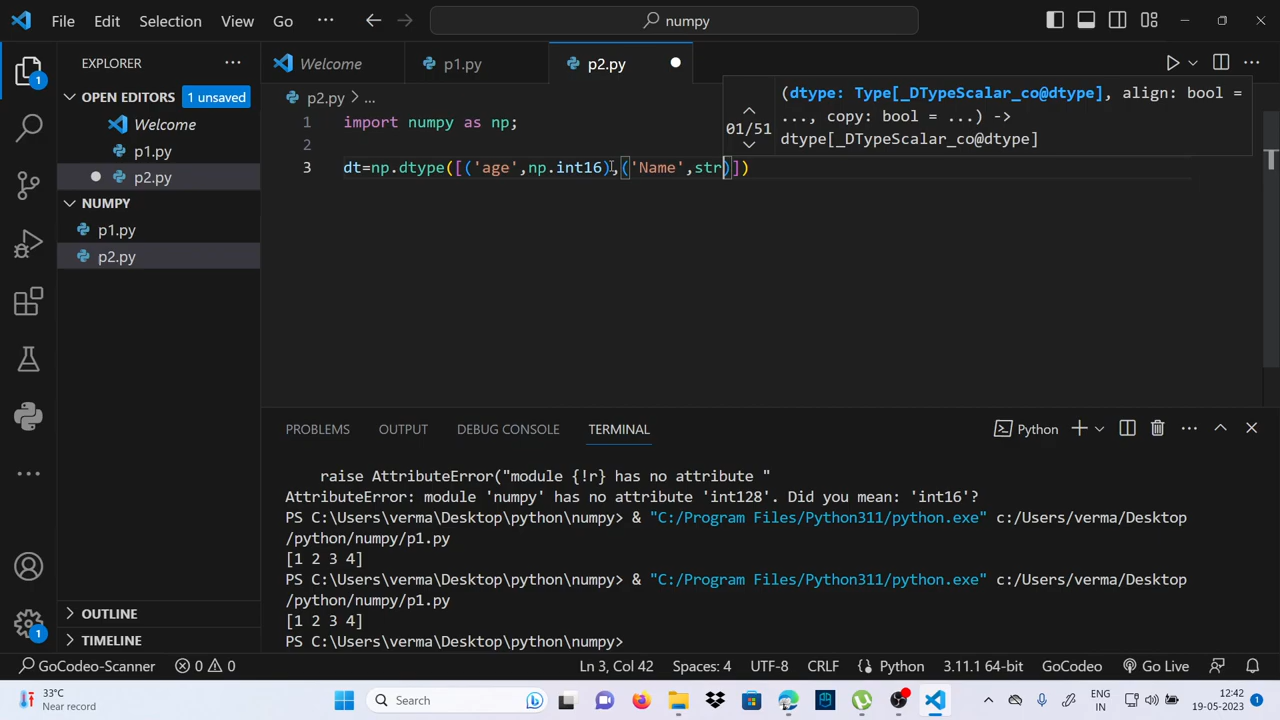 File Edit Selection View Go ··· numpy
EXPLORER ···
OPEN EDITORS 1 unsaved
Welcome
p1.py
p2.py
NUMPY
p1.py
p2.py
OUTLINE
TIMELINE
Welcome p1.py p2.py
p2.py > ...
1 import numpy as np;
2
3 dt=np.dtype([('age',np.int16),('Name',str)])
01/51
(dtype: Type[_DTypeScalar_co@dtype], align: bool =
..., copy: bool = ...) ->
dtype[_DTypeScalar_co@dtype]
PROBLEMS OUTPUT DEBUG CONSOLE TERMINAL Python
raise AttributeError("module {!r} has no attribute "
AttributeError: module 'numpy' has no attribute 'int128'. Did you mean: 'int16'?
PS C:\Users\verma\Desktop\python\numpy> & "C:/Program Files/Python311/python.exe" c:/Users/verma/Desktop
/python/numpy/p1.py
[1 2 3 4]
PS C:\Users\verma\Desktop\python\numpy> & "C:/Program Files/Python311/python.exe" c:/Users/verma/Desktop
/python/numpy/p1.py
[1 2 3 4]
PS C:\Users\verma\Desktop\python\numpy>
1
1
GoCodeo-Scanner 0 0 Ln 3, Col 42 Spaces: 4 UTF-8 CRLF Python 3.11.1 64-bit GoCodeo Go Live
33°C
Near record
Search
ENG
IN
12:42
19-05-2023
1